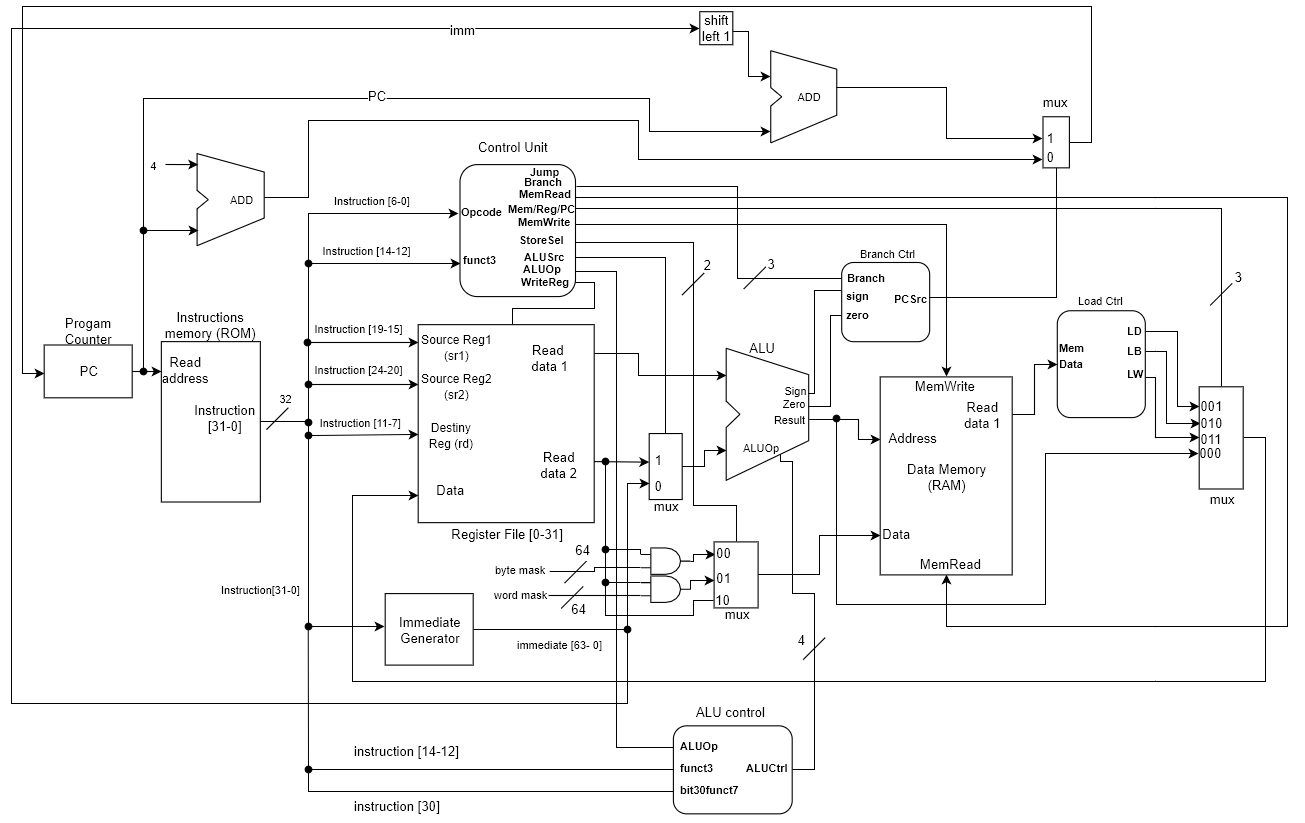 imm
shift
left 1
PC
ADD
mux
1
0
4
ADD
Control Unit
Jump
Branch
MemRead
Mem/Reg/PC
MemWrite
StoreSel
ALUSrc
ALUOp
WriteReg
Opcode
funct3
Instruction [6-0]
Instruction [14-12]
2
3
Branch Ctrl
Branch
sign
zero
PCSrc
3
Progam
Counter
PC
Instructions
memory (ROM)
Read
address
Instruction
[31-0]
32
Instruction [19-15]
Instruction [24-20]
Instruction [11-7]
Source Reg1
(sr1)
Source Reg2
(sr2)
Destiny
Reg (rd)
Data
Read
data 1
Read
data 2
Register File [0-31]
1
0
mux
ALU
Sign
Zero
Result
ALUOp
MemWrite
Read
data 1
Address
Data Memory
(RAM)
Data
MemRead
Load Ctrl
Mem
Data
LD
LB
LW
001
010
011
000
mux
64
byte mask
word mask
64
00
01
10
mux
Instruction[31-0]
Immediate
Generator
immediate [63- 0]
4
ALU control
ALUOp
funct3
bit30funct7
ALUCtrl
instruction [14-12]
instruction [30]